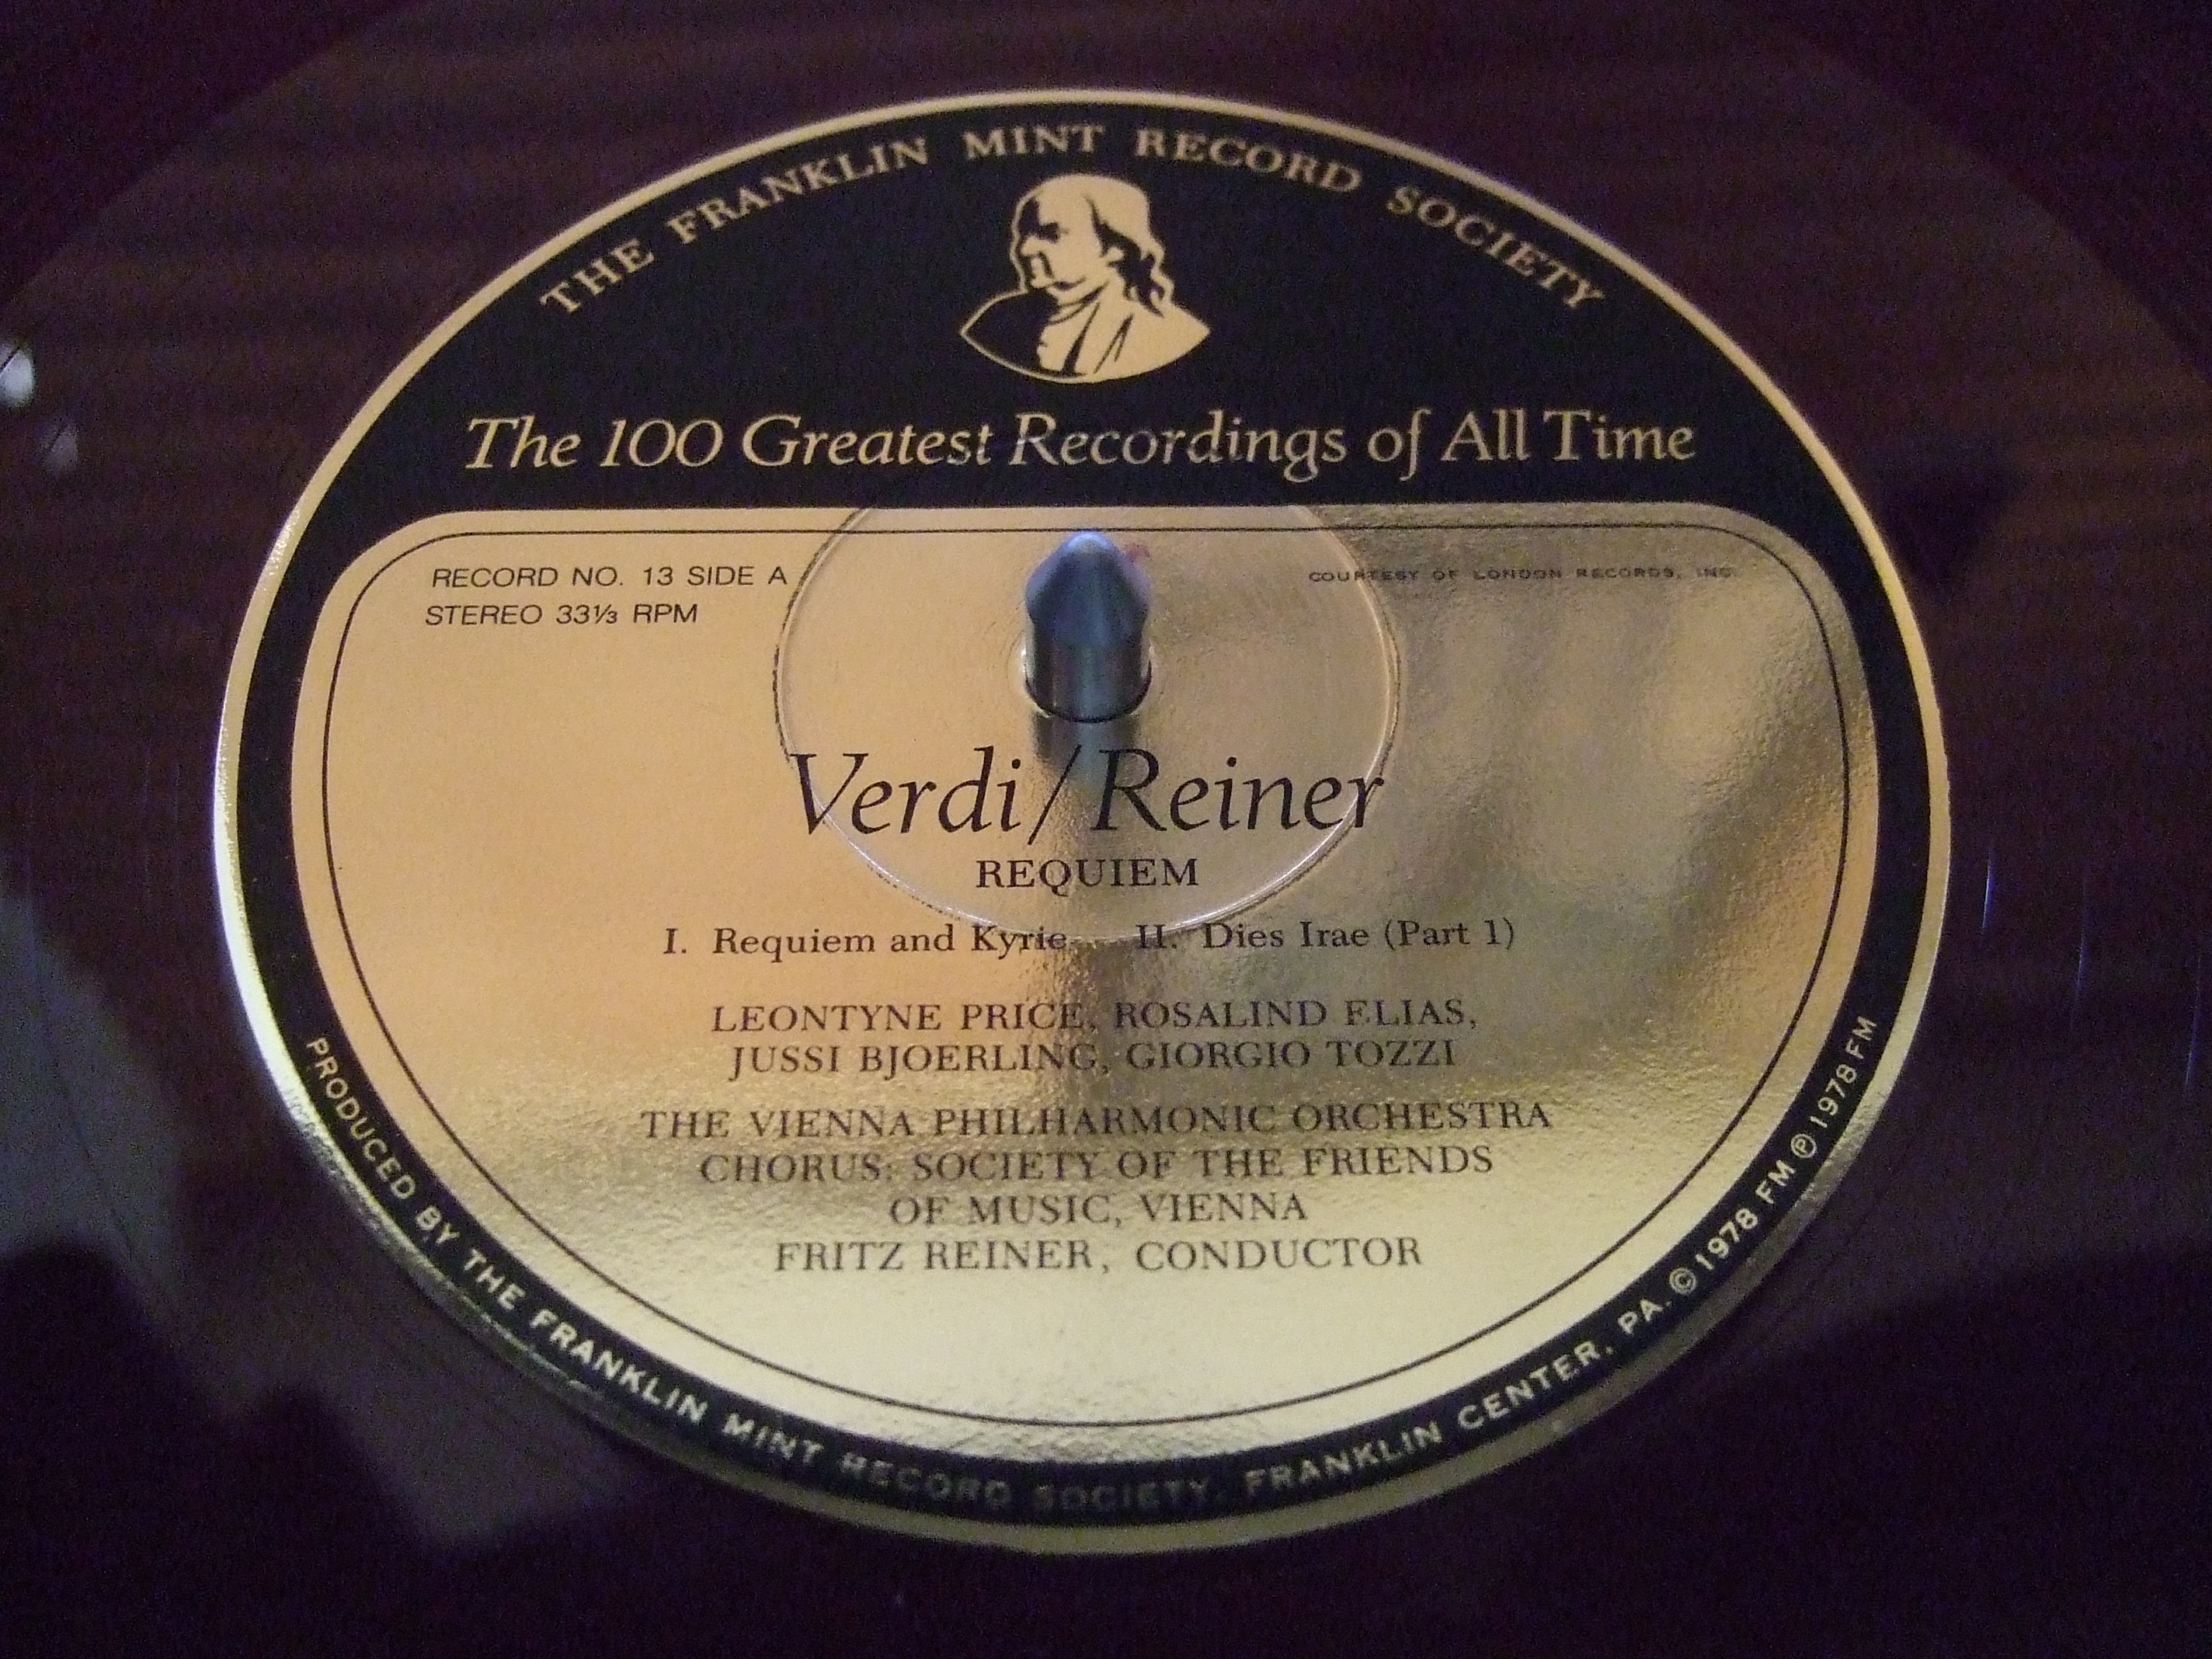 THE FRANKLIN MINT RECORD SOCIETY
The 100 Greatest Recordings of All Time
RECORD NO. 13 SIDE A
STEREO 33⅓ RPM
COURTESY OF LONDON RECORDS, INC.
Verdi/Reiner
REQUIEM
I. Requiem and Kyrie II. Dies Irae (Part 1)
LEONTYNE PRICE, ROSALIND ELIAS,
JUSSI BJOERLING, GIORGIO TOZZI
THE VIENNA PHILHARMONIC ORCHESTRA
CHORUS: SOCIETY OF THE FRIENDS
OF MUSIC, VIENNA
FRITZ REINER, CONDUCTOR
PRODUCED BY THE FRANKLIN MINT RECORD SOCIETY. FRANKLIN CENTER, PA. © 1978 FM ℗ 1978 FM